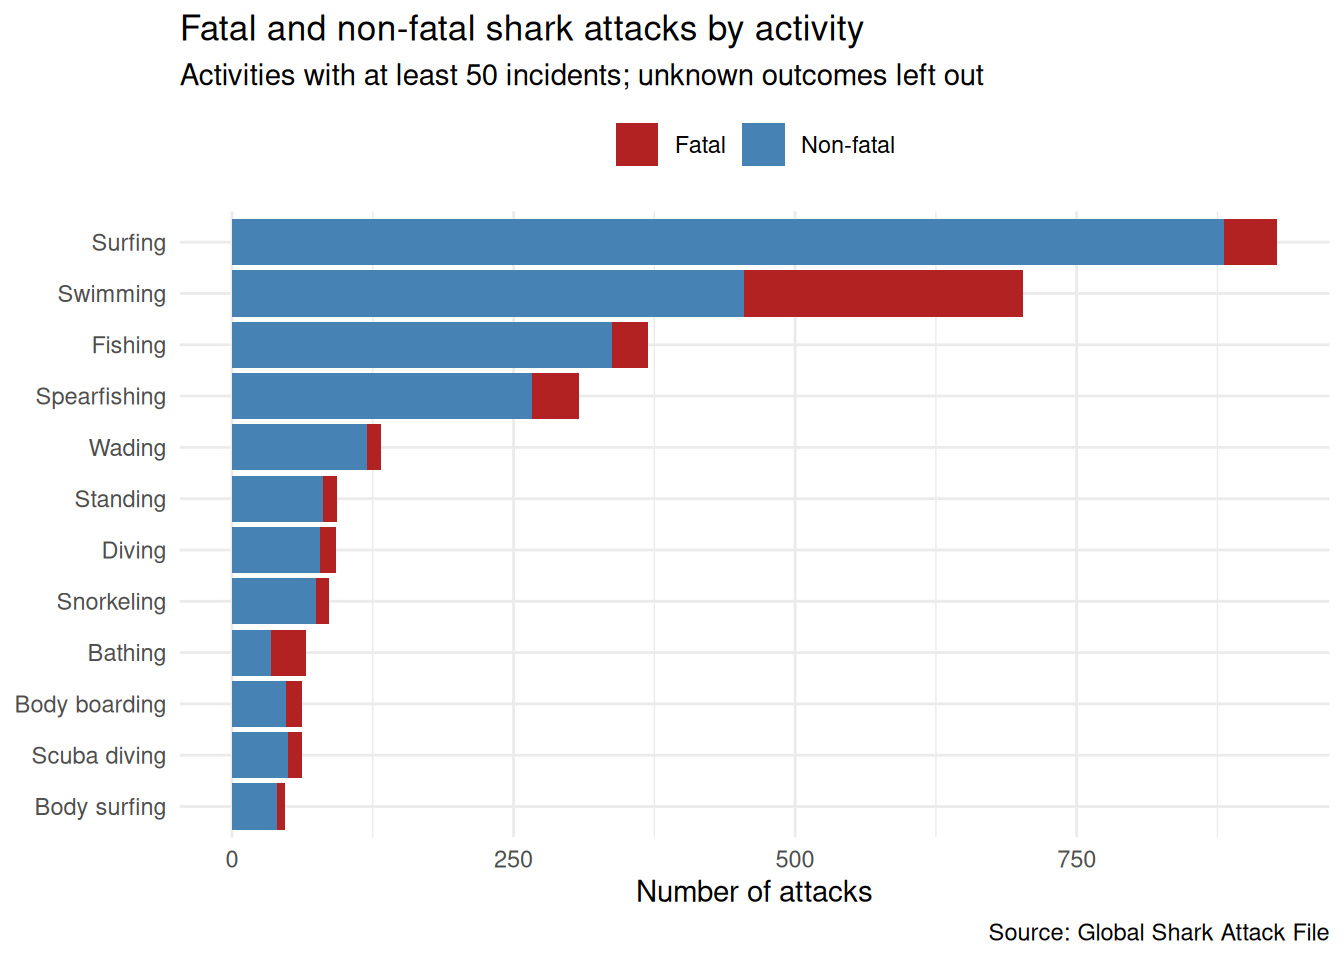 Fatal and non-fatal shark attacks by activity
Activities with at least 50 incidents; unknown outcomes left out
Fatal
Non-fatal
Surfing
Swimming
Fishing
Spearfishing
Wading
Standing
Diving
Snorkeling
Bathing
Body boarding
Scuba diving
Body surfing
0 250 500 750
Number of attacks
Source: Global Shark Attack File